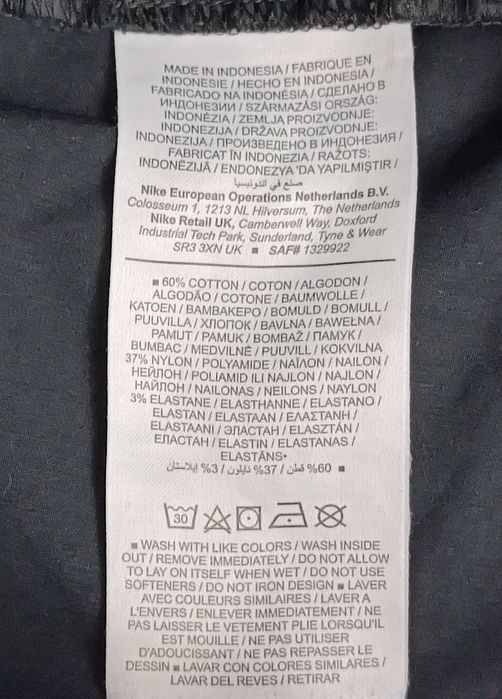 MADE IN INDONESIA / FABRIQUE EN
INDONESIE / HECHO EN INDONESIA /
FABRICADO NA INDONÉSIA / СДЕЛАНО В
ИНДОНЕЗИИ / SZÁRMAZÁSI ORSZÁG:
INDONÉZIA / ZEMLJA PROIZVODNJE:
INDONEZIJA / DRŽAVA PROIZVODNJE:
INDONEZIJA / ПРОИЗВЕДЕНО В ИНДОНЕЗИЯ /
FABRICAT ÎN INDONEZIA / RAŽOTS:
INDONĒZIJĀ / ENDONEZYA 'DA YAPILMIŞTIR /
صنع في اندونيسيا
Nike European Operations Netherlands B.V.
Colosseum 1, 1213 NL Hilversum, The Netherlands
Nike Retail UK, Camberwell Way, Doxford
Industrial Tech Park, Sunderland, Tyne & Wear
SR3 3XN UK ■ SAF# 1329922
■ 60% COTTON / COTON / ALGODON /
ALGODÃO / COTONE / BAUMWOLLE /
KATOEN / ΒΑΜΒΑΚΕΡΟ / BOMULD / BOMULL /
PUUVILLA / ХЛОПОК / BAVLNA / BAWEŁNA /
PAMUT / PAMUK / BOMBAŽ / ПАМУК /
BUMBAC / MEDVILNĖ / PUUVILL / KOKVILNA
37% NYLON / POLYAMIDE / ΝΑΪΛΟΝ / NAILON /
НЕЙЛОН / POLIAMID ILI NAJLON / NAJLON /
НАЙЛОН / NAILONAS / NEILONS / NAYLON
3% ELASTANE / ELASTHANNE / ELASTANO /
ELASTAN / ELASTAAN / ΕΛΑΣΤΑΝΗ /
ELASTAANI / ЭЛАСТАН / ELASZTÁN /
ЕЛАСТАН / ELASTIN / ELASTANAS /
ELASTĀNS•
■ 60% قطن / 37% نايلون / 3% إيلاستان
30
■ WASH WITH LIKE COLORS / WASH INSIDE
OUT / REMOVE IMMEDIATELY / DO NOT ALLOW
TO LAY ON ITSELF WHEN WET / DO NOT USE
SOFTENERS / DO NOT IRON DESIGN ■ LAVER
AVEC COULEURS SIMILAIRES / LAVER A
L'ENVERS / ENLEVER IMMEDIATEMENT / NE
PAS LAISSER LE VETEMENT PLIE LORSQU'IL
EST MOUILLE / NE PAS UTILISER
D'ADOUCISSANT / NE PAS REPASSER LE
DESSIN ■ LAVAR CON COLORES SIMILARES /
LAVAR DEL REVES / RETIRAR